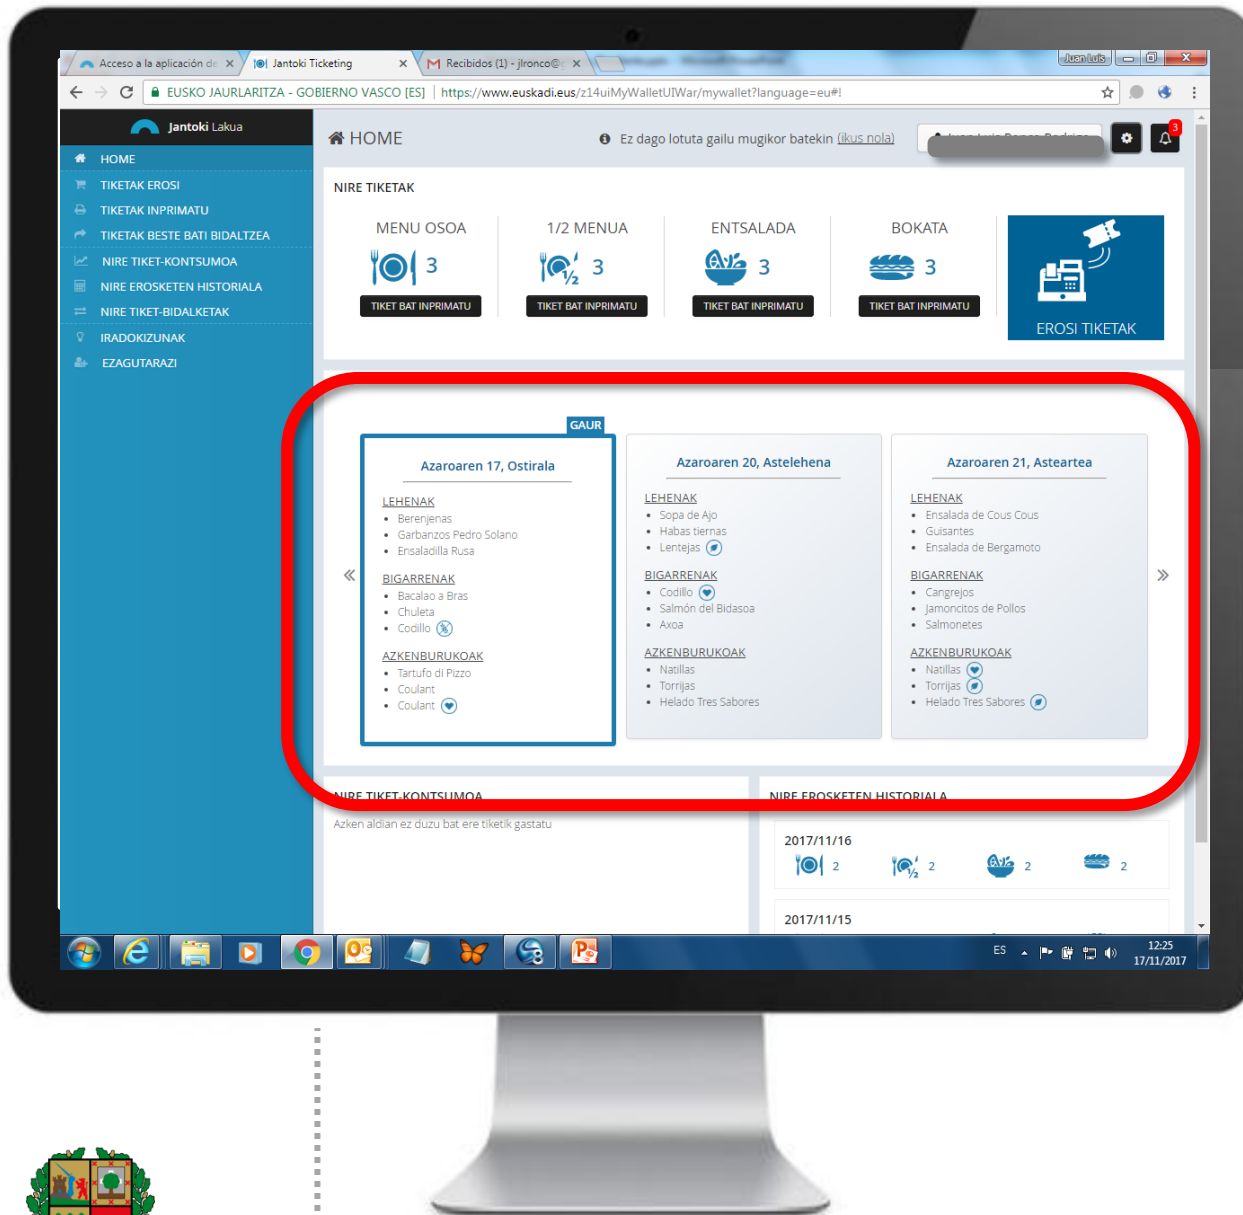 Acceso a la aplicación de
Jantoki Ticketing
Recibidos (1) - jlronco@g
Juan Luis
EUSKO JAURLARITZA - GOBIERNO VASCO [ES] | https://www.euskadi.eus/z14uiMyWalletUIWar/mywallet?language=eu#!
Jantoki Lakua
HOME
TIKETAK EROSI
TIKETAK INPRIMATU
TIKETAK BESTE BATI BIDALTZEA
NIRE TIKET-KONTSUMOA
NIRE EROSKETEN HISTORIALA
NIRE TIKET-BIDALKETAK
IRADOKIZUNAK
EZAGUTARAZI
HOME
Ez dago lotuta gailu mugikor batekin (ikus nola)
3
NIRE TIKETAK
MENU OSOA
3
TIKET BAT INPRIMATU
1/2 MENUA
1/2
3
TIKET BAT INPRIMATU
ENTSALADA
3
TIKET BAT INPRIMATU
BOKATA
3
TIKET BAT INPRIMATU
EROSI TIKETAK
GAUR
Azaroaren 17, Ostirala
LEHENAK
• Berenjenas
• Garbanzos Pedro Solano
• Ensaladilla Rusa
BIGARRENAK
• Bacalao a Bras
• Chuleta
• Codillo
AZKENBURUKOAK
• Tartufo di Pizzo
• Coulant
• Coulant
Azaroaren 20, Astelehena
LEHENAK
• Sopa de Ajo
• Habas tiernas
• Lentejas
BIGARRENAK
• Codillo
• Salmón del Bidasoa
• Axoa
AZKENBURUKOAK
• Natillas
• Torrijas
• Helado Tres Sabores
Azaroaren 21, Asteartea
LEHENAK
• Ensalada de Cous Cous
• Guisantes
• Ensalada de Bergamoto
BIGARRENAK
• Cangrejos
• Jamoncitos de Pollos
• Salmonetes
AZKENBURUKOAK
• Natillas
• Torrijas
• Helado Tres Sabores
NIRE TIKET-KONTSUMOA
Azken aldian ez duzu bat ere tiketik gastatu
NIRE EROSKETEN HISTORIALA
2017/11/16
2
1/2 2
2
2
2017/11/15
ES
12:25
17/11/2017